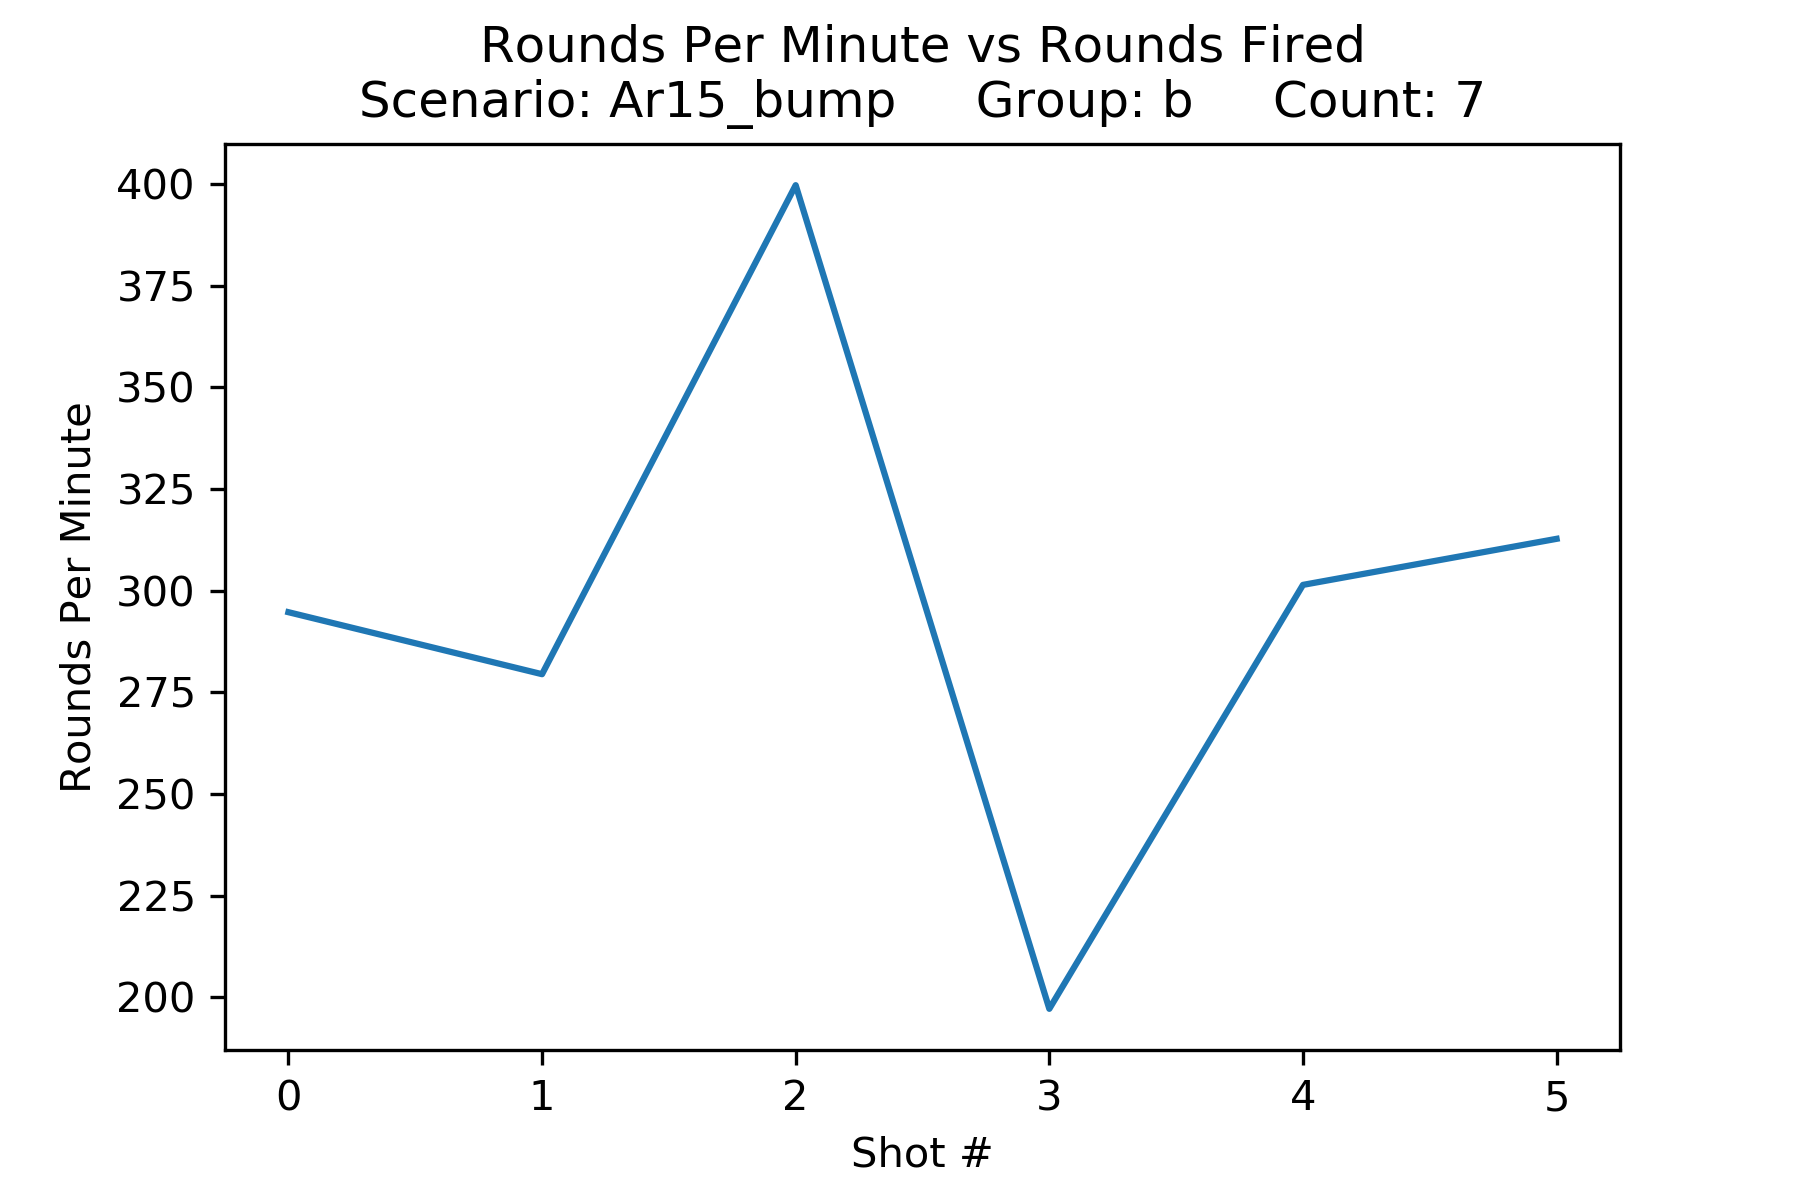 Rounds Per Minute vs Rounds Fired
Scenario: Ar15_bump Group: b Count: 7
400
375
350
325
300
275
250
225
200
Rounds Per Minute
0 1 2 3 4 5
Shot #